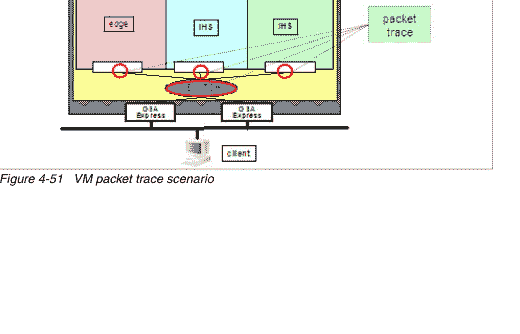 edge
IHS
IHS
packet
trace
OSA
Express
OSA
Express
client
Figure 4-51 VM packet trace scenario